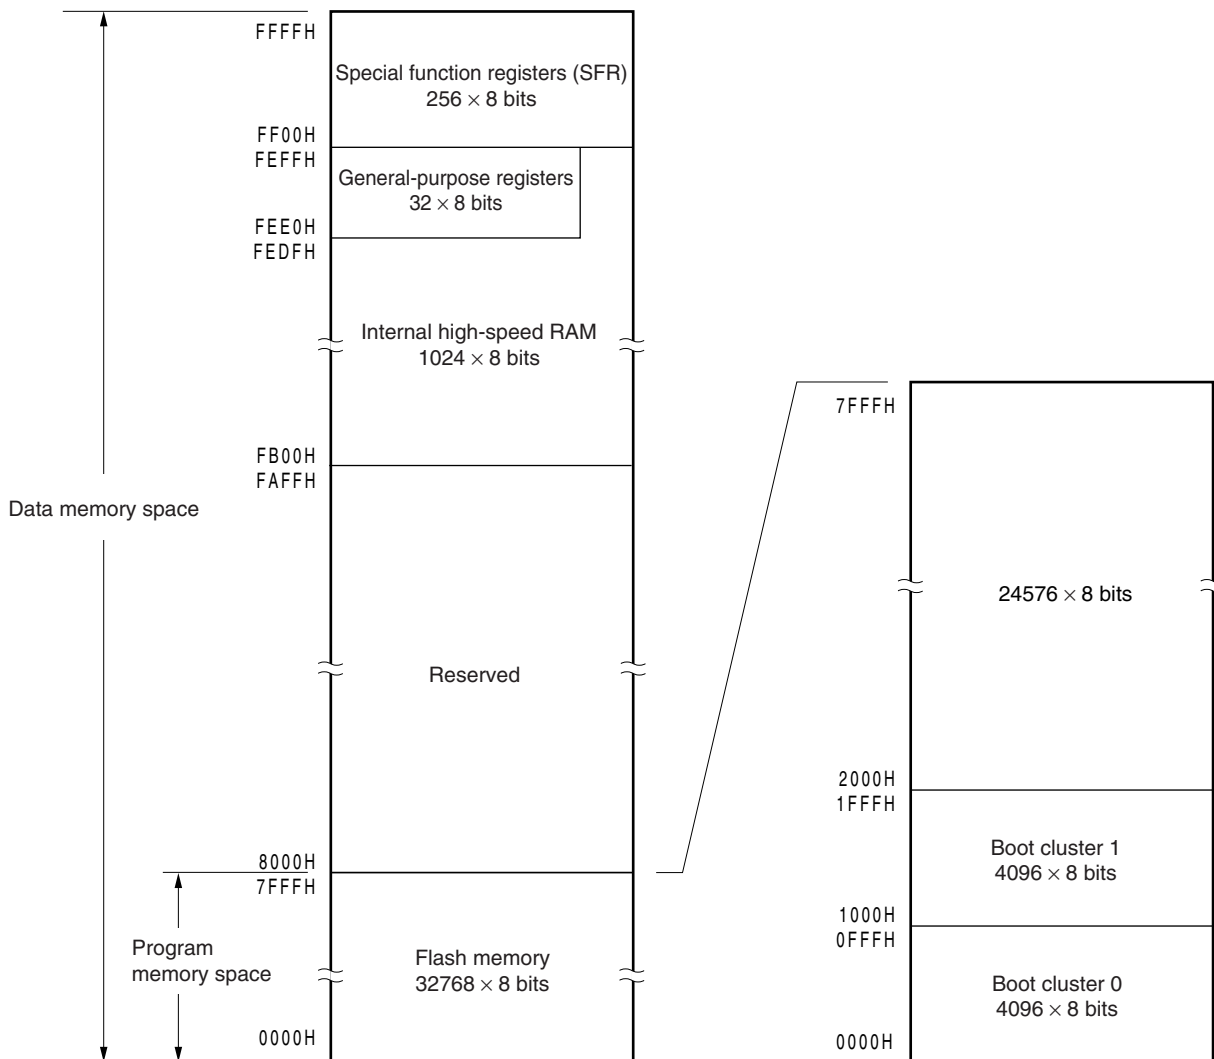 FFFFH
Special function registers (SFR)
256 × 8 bits
FF00H
FEFFH
General-purpose registers
32 × 8 bits
FEE0H
FEDFH
Internal high-speed RAM
1024 × 8 bits
FB00H
FAFFH
Data memory space
Reserved
8000H
7FFFH
Program
memory space
Flash memory
32768 × 8 bits
0000H
7FFFH
24576 × 8 bits
2000H
1FFFH
Boot cluster 1
4096 × 8 bits
1000H
0FFFH
Boot cluster 0
4096 × 8 bits
0000H